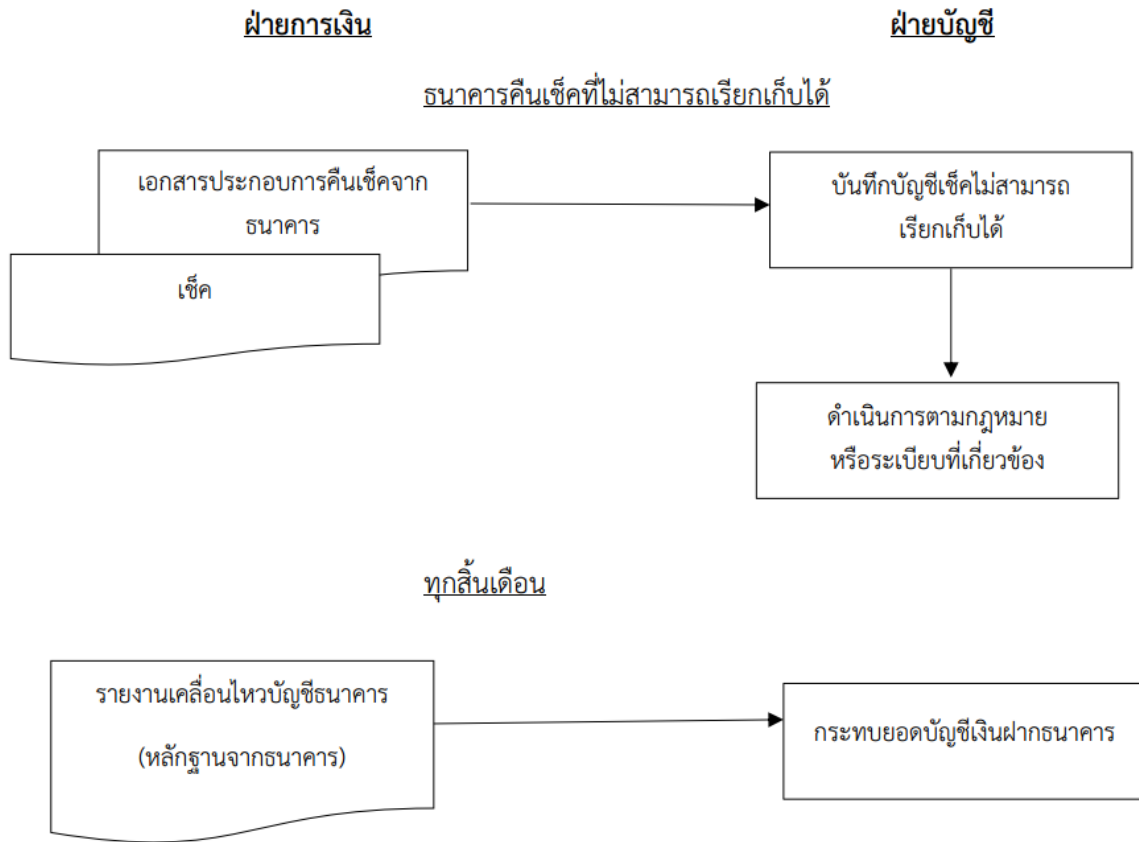 ฝ่ายการเงิน
ฝ่ายบัญชี
ธนาคารคืนเช็คที่ไม่สามารถเรียกเก็บได้
เอกสารประกอบการคืนเช็คจาก
ธนาคาร
เช็ค
บันทึกบัญชีเช็คไม่สามารถ
เรียกเก็บได้
ดำเนินการตามกฎหมาย
หรือระเบียบที่เกี่ยวข้อง
ทุกสิ้นเดือน
รายงานเคลื่อนไหวบัญชีธนาคาร
(หลักฐานจากธนาคาร)
กระทบยอดบัญชีเงินฝากธนาคาร